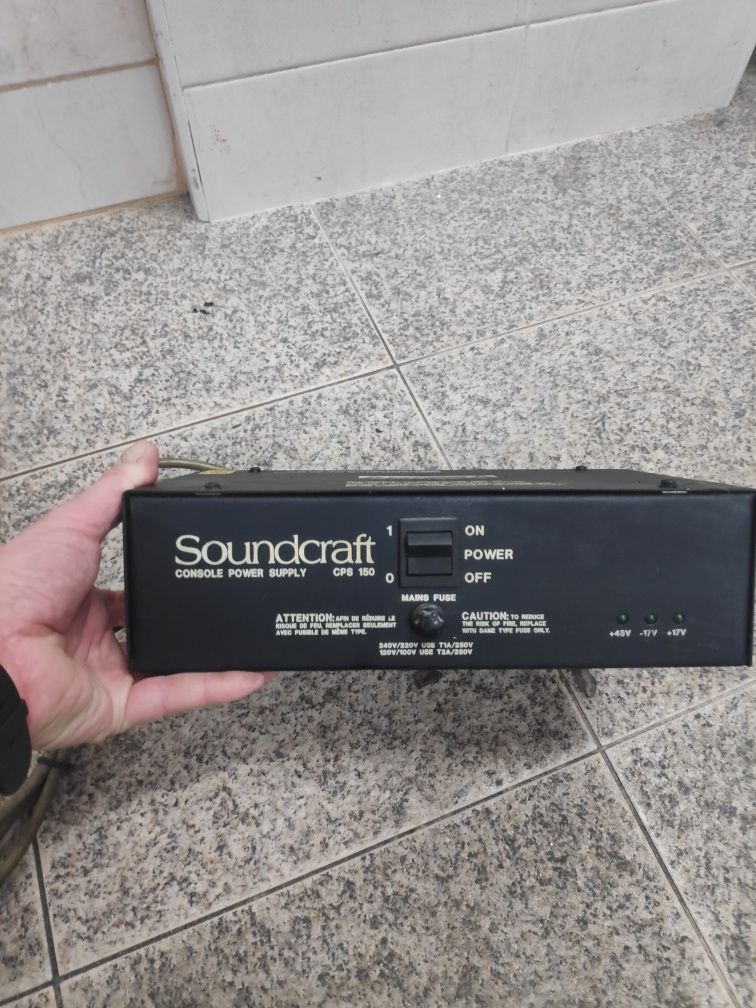 Soundcraft
CONSOLE POWER SUPPLY CPS 150
1 ON
POWER
0 OFF
MAINS FUSE
ATTENTION: AFIN DE RÉDUIRE LE
RISQUE DE FEU, REMPLACER SEULEMENT
AVEC FUSIBLE DE MÊME TYPE.
CAUTION: TO REDUCE
THE RISK OF FIRE, REPLACE
WITH SAME TYPE FUSE ONLY.
240V/220V USE T1A/250V
120V/100V USE T2A/250V
+48V -17V +17V